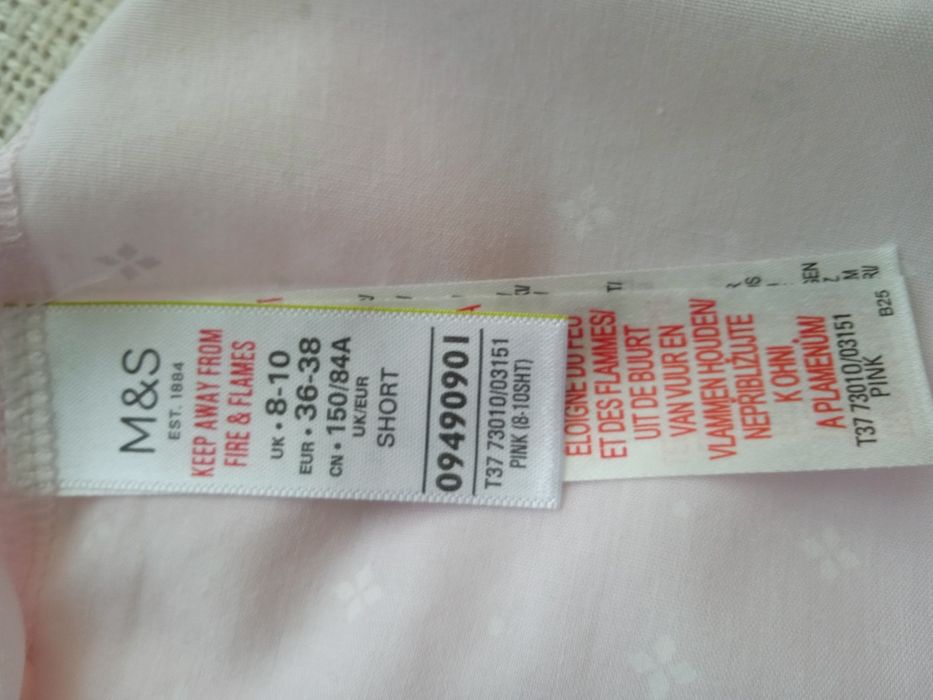 M&S
EST. 1884
KEEP AWAY FROM
FIRE & FLAMES
UK • 8-10
EUR • 36-38
CN • 150/84A
UK/EUR
SHORT
09490901
T37 73010/03151
PINK (8-10SHT)
ET DES FLAMMES/
UIT DE BUURT
VAN VUUR EN
VLAMMEN HOUDEN/
NEPRIBLIŽUJTE
K OHNI
A PLAMENŮM/
T37 73010/03151
PINK
B25